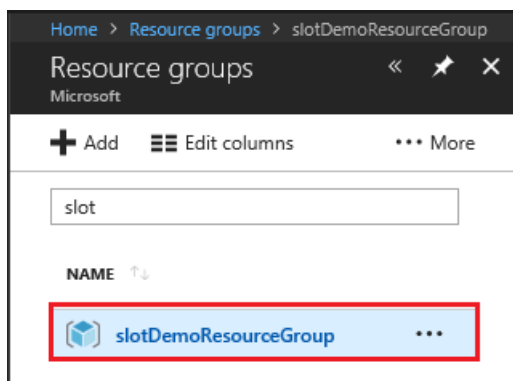 Home > Resource groups > slotDemoResourceGroup
Resource groups
Microsoft
Add Edit columns ••• More
slot
NAME
slotDemoResourceGroup •••